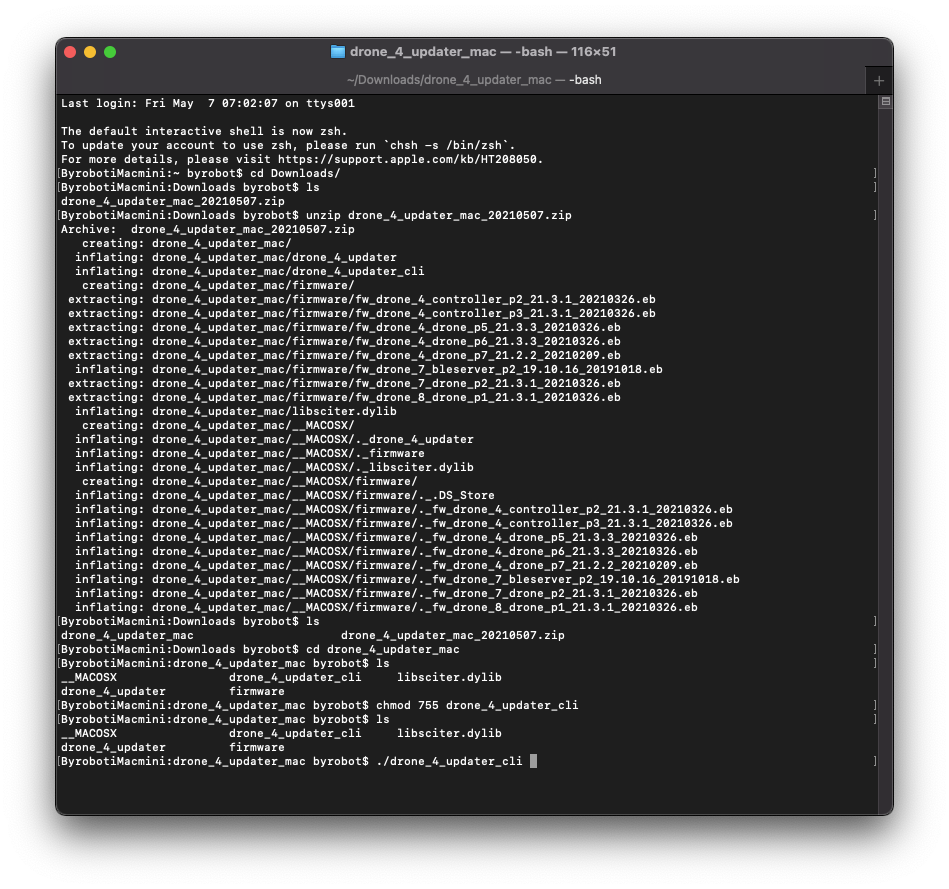 drone_4_updater_mac — -bash — 116×51
~/Downloads/drone_4_updater_mac — -bash +
Last login: Fri May  7 07:02:07 on ttys001

The default interactive shell is now zsh.
To update your account to use zsh, please run `chsh -s /bin/zsh`.
For more details, please visit https://support.apple.com/kb/HT208050.
[ByrobotiMacmini:~ byrobot$ cd Downloads/ ]
[ByrobotiMacmini:Downloads byrobot$ ls ]
drone_4_updater_mac_20210507.zip
[ByrobotiMacmini:Downloads byrobot$ unzip drone_4_updater_mac_20210507.zip ]
Archive:  drone_4_updater_mac_20210507.zip
   creating: drone_4_updater_mac/
  inflating: drone_4_updater_mac/drone_4_updater
  inflating: drone_4_updater_mac/drone_4_updater_cli
   creating: drone_4_updater_mac/firmware/
 extracting: drone_4_updater_mac/firmware/fw_drone_4_controller_p2_21.3.1_20210326.eb
 extracting: drone_4_updater_mac/firmware/fw_drone_4_controller_p3_21.3.1_20210326.eb
 extracting: drone_4_updater_mac/firmware/fw_drone_4_drone_p5_21.3.3_20210326.eb
 extracting: drone_4_updater_mac/firmware/fw_drone_4_drone_p6_21.3.3_20210326.eb
 extracting: drone_4_updater_mac/firmware/fw_drone_4_drone_p7_21.2.2_20210209.eb
  inflating: drone_4_updater_mac/firmware/fw_drone_7_bleserver_p2_19.10.16_20191018.eb
 extracting: drone_4_updater_mac/firmware/fw_drone_7_drone_p2_21.3.1_20210326.eb
 extracting: drone_4_updater_mac/firmware/fw_drone_8_drone_p1_21.3.1_20210326.eb
  inflating: drone_4_updater_mac/libsciter.dylib
   creating: drone_4_updater_mac/__MACOSX/
  inflating: drone_4_updater_mac/__MACOSX/._drone_4_updater
  inflating: drone_4_updater_mac/__MACOSX/._firmware
  inflating: drone_4_updater_mac/__MACOSX/._libsciter.dylib
   creating: drone_4_updater_mac/__MACOSX/firmware/
  inflating: drone_4_updater_mac/__MACOSX/firmware/._.DS_Store
  inflating: drone_4_updater_mac/__MACOSX/firmware/._fw_drone_4_controller_p2_21.3.1_20210326.eb
  inflating: drone_4_updater_mac/__MACOSX/firmware/._fw_drone_4_controller_p3_21.3.1_20210326.eb
  inflating: drone_4_updater_mac/__MACOSX/firmware/._fw_drone_4_drone_p5_21.3.3_20210326.eb
  inflating: drone_4_updater_mac/__MACOSX/firmware/._fw_drone_4_drone_p6_21.3.3_20210326.eb
  inflating: drone_4_updater_mac/__MACOSX/firmware/._fw_drone_4_drone_p7_21.2.2_20210209.eb
  inflating: drone_4_updater_mac/__MACOSX/firmware/._fw_drone_7_bleserver_p2_19.10.16_20191018.eb
  inflating: drone_4_updater_mac/__MACOSX/firmware/._fw_drone_7_drone_p2_21.3.1_20210326.eb
  inflating: drone_4_updater_mac/__MACOSX/firmware/._fw_drone_8_drone_p1_21.3.1_20210326.eb
[ByrobotiMacmini:Downloads byrobot$ ls ]
drone_4_updater_mac                     drone_4_updater_mac_20210507.zip
[ByrobotiMacmini:Downloads byrobot$ cd drone_4_updater_mac ]
[ByrobotiMacmini:drone_4_updater_mac byrobot$ ls ]
__MACOSX                drone_4_updater_cli     libsciter.dylib
drone_4_updater         firmware
[ByrobotiMacmini:drone_4_updater_mac byrobot$ chmod 755 drone_4_updater_cli ]
[ByrobotiMacmini:drone_4_updater_mac byrobot$ ls ]
__MACOSX                drone_4_updater_cli     libsciter.dylib
drone_4_updater         firmware
[ByrobotiMacmini:drone_4_updater_mac byrobot$ ./drone_4_updater_cli ]